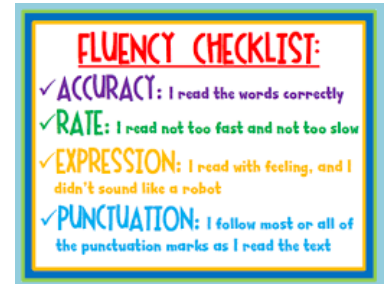 FLUENCY CHECKLIST:
✓ACCURACY: I read the words correctly
✓RATE: I read not too fast and not too slow
✓EXPRESSION: I read with feeling, and I
didn't sound like a robot
✓PUNCTUATION: I follow most or all of
the punctuation marks as I read the text